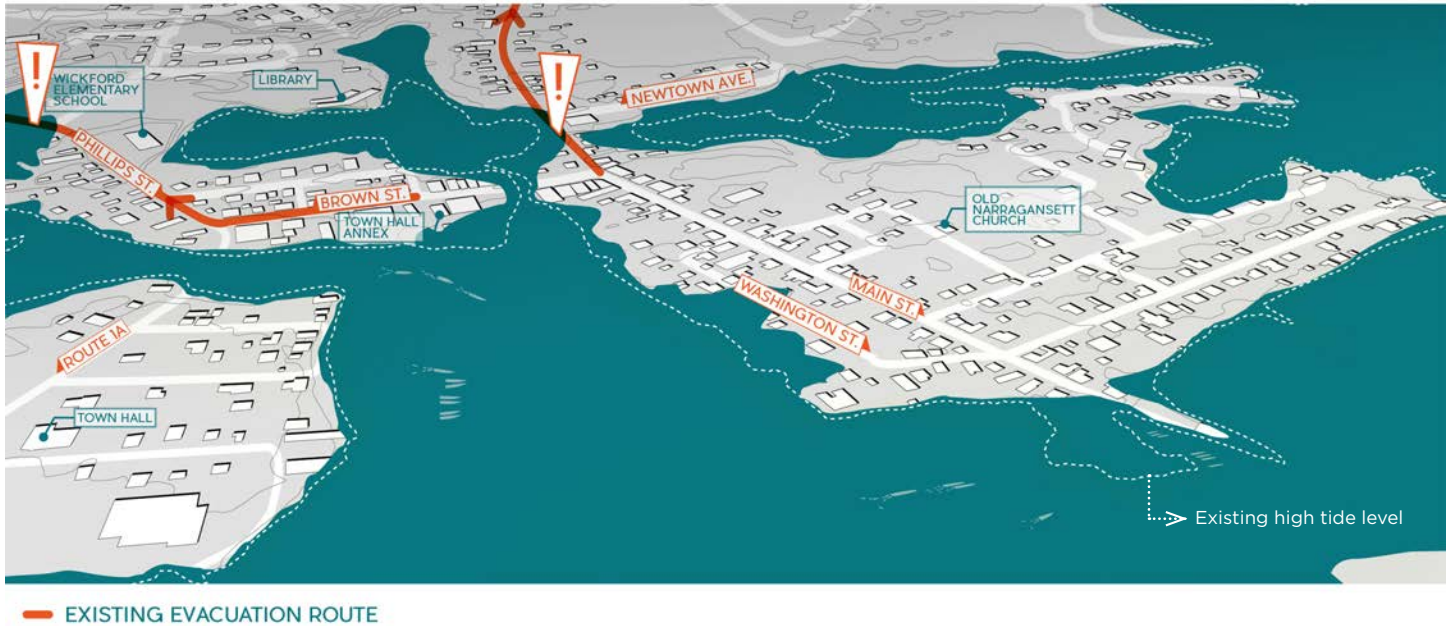 !
!
WICKFORD
ELEMENTARY
SCHOOL
LIBRARY
NEWTOWN AVE.
PHILLIPS ST.
BROWN ST.
TOWN HALL
ANNEX
OLD
NARRAGANSETT
CHURCH
WASHINGTON ST.
MAIN ST.
ROUTE 1A
TOWN HALL
Existing high tide level
EXISTING EVACUATION ROUTE